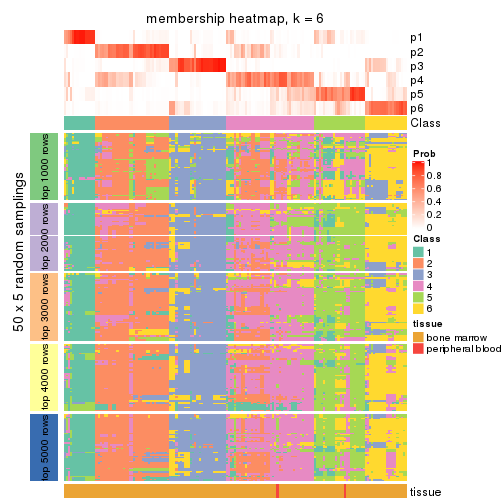 membership heatmap, k = 6
p1
p2
p3
p4
p5
p6
Class
50 x 5 random samplings
top 1000 rows
top 2000 rows
top 3000 rows
top 4000 rows
top 5000 rows
Prob
1
0.8
0.6
0.4
0.2
0
Class
1
2
3
4
5
6
tissue
bone marrow
peripheral blood
tissue